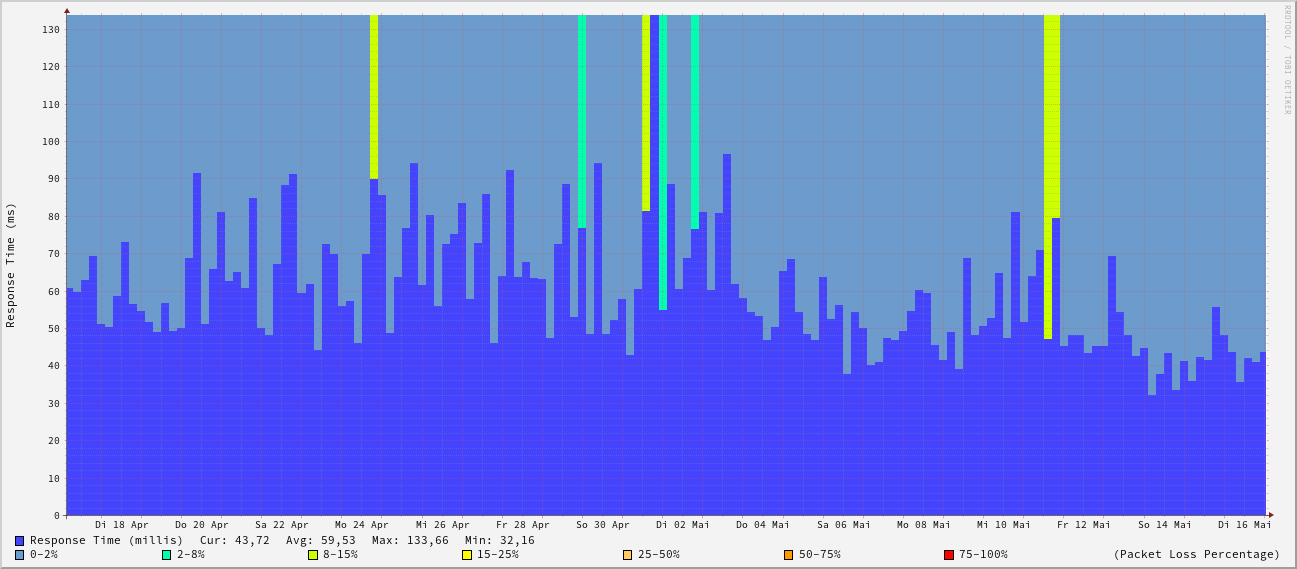 RRDTOOL / TOBI OETIKER
Response Time (ms)
130
120
110
100
90
80
70
60
50
40
30
20
10
0
Di 18 Apr Do 20 Apr Sa 22 Apr Mo 24 Apr Mi 26 Apr Fr 28 Apr So 30 Apr Di 02 Mai Do 04 Mai Sa 06 Mai Mo 08 Mai Mi 10 Mai Fr 12 Mai So 14 Mai Di 16 Mai
Response Time (millis) Cur: 43,72 Avg: 59,53 Max: 133,66 Min: 32,16
0-2% 2-8% 8-15% 15-25% 25-50% 50-75% 75-100% (Packet Loss Percentage)